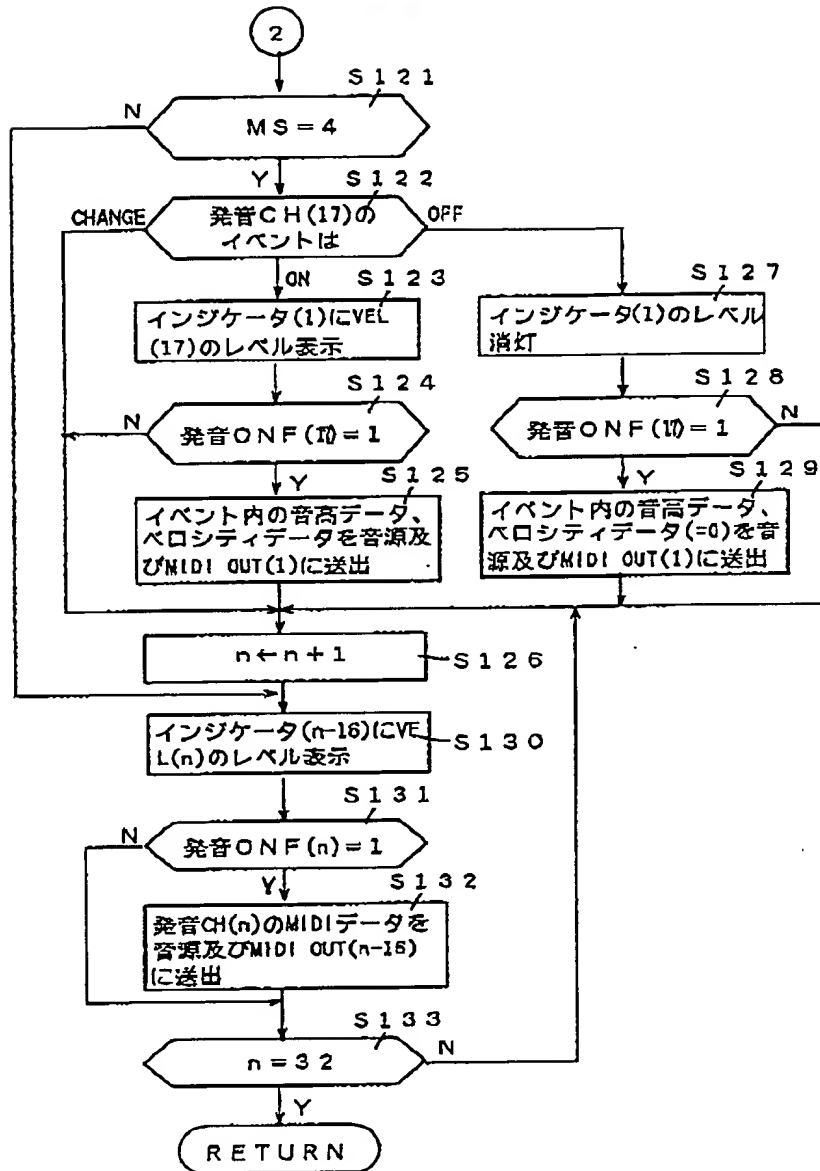 2
S121
N
MS=4
Y
S122
CHANGE
発音CH(17)の
イベントは
OFF
ON
S123
S127
インジケータ(1)にVEL
(17)のレベル表示
インジケータ(1)のレベル
消灯
S124
S128
N
発音ONF(17)=1
発音ONF(17)=1
N
Y
S125
Y
S129
イベント内の音高データ、
ベロシティデータを音源及
びMIDI OUT(1)に送出
イベント内の音高データ、
ベロシティデータ(=0)を音
源及びMIDI OUT(1)に送出
n←n+1
S126
インジケータ(n-16)にVE
L(n)のレベル表示
S130
S131
N
発音ONF(n)=1
Y
S132
発音CH(n)のMIDIデータを
音源及びMIDI OUT(n-16)
に送出
S133
n=32
N
Y
RETURN